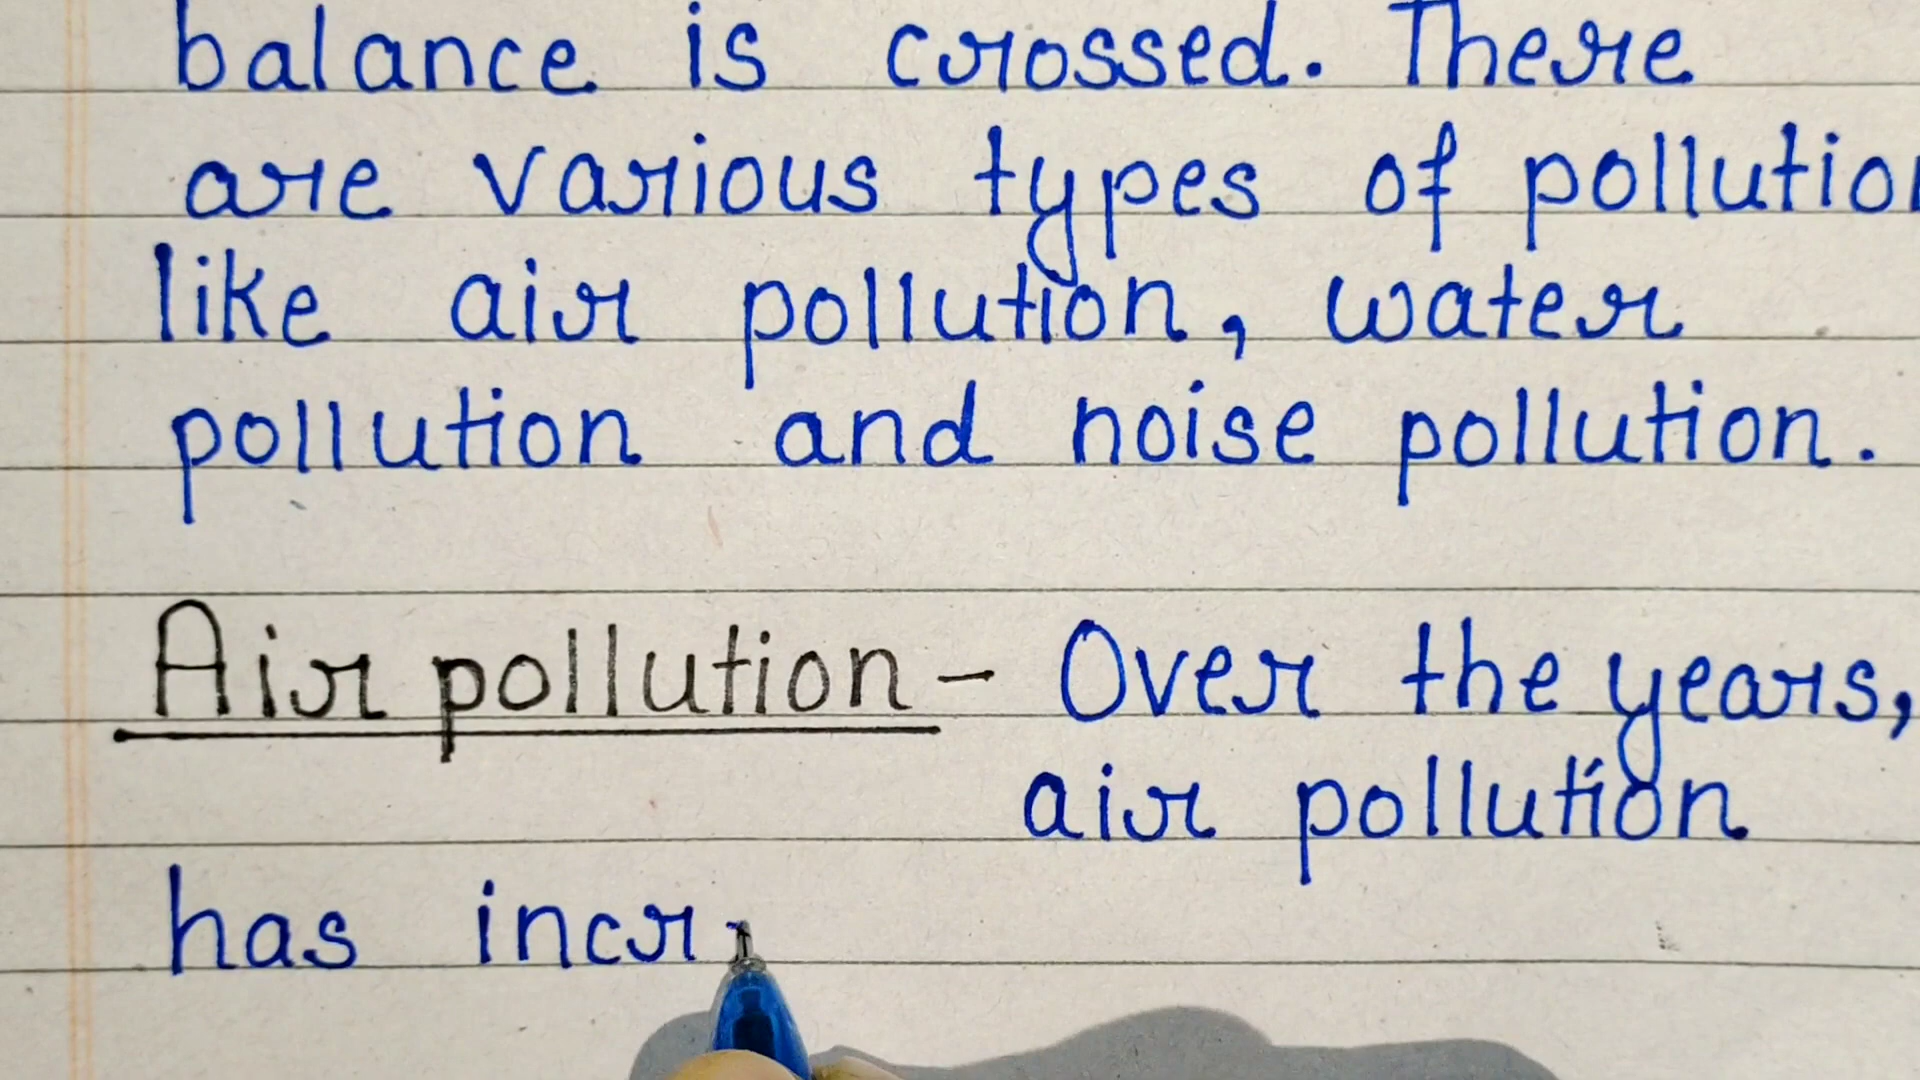 balance is crossed. There
are various types of pollution
like air pollution, water
pollution and noise pollution.
Air pollution - Over the years,
air pollution
has incr